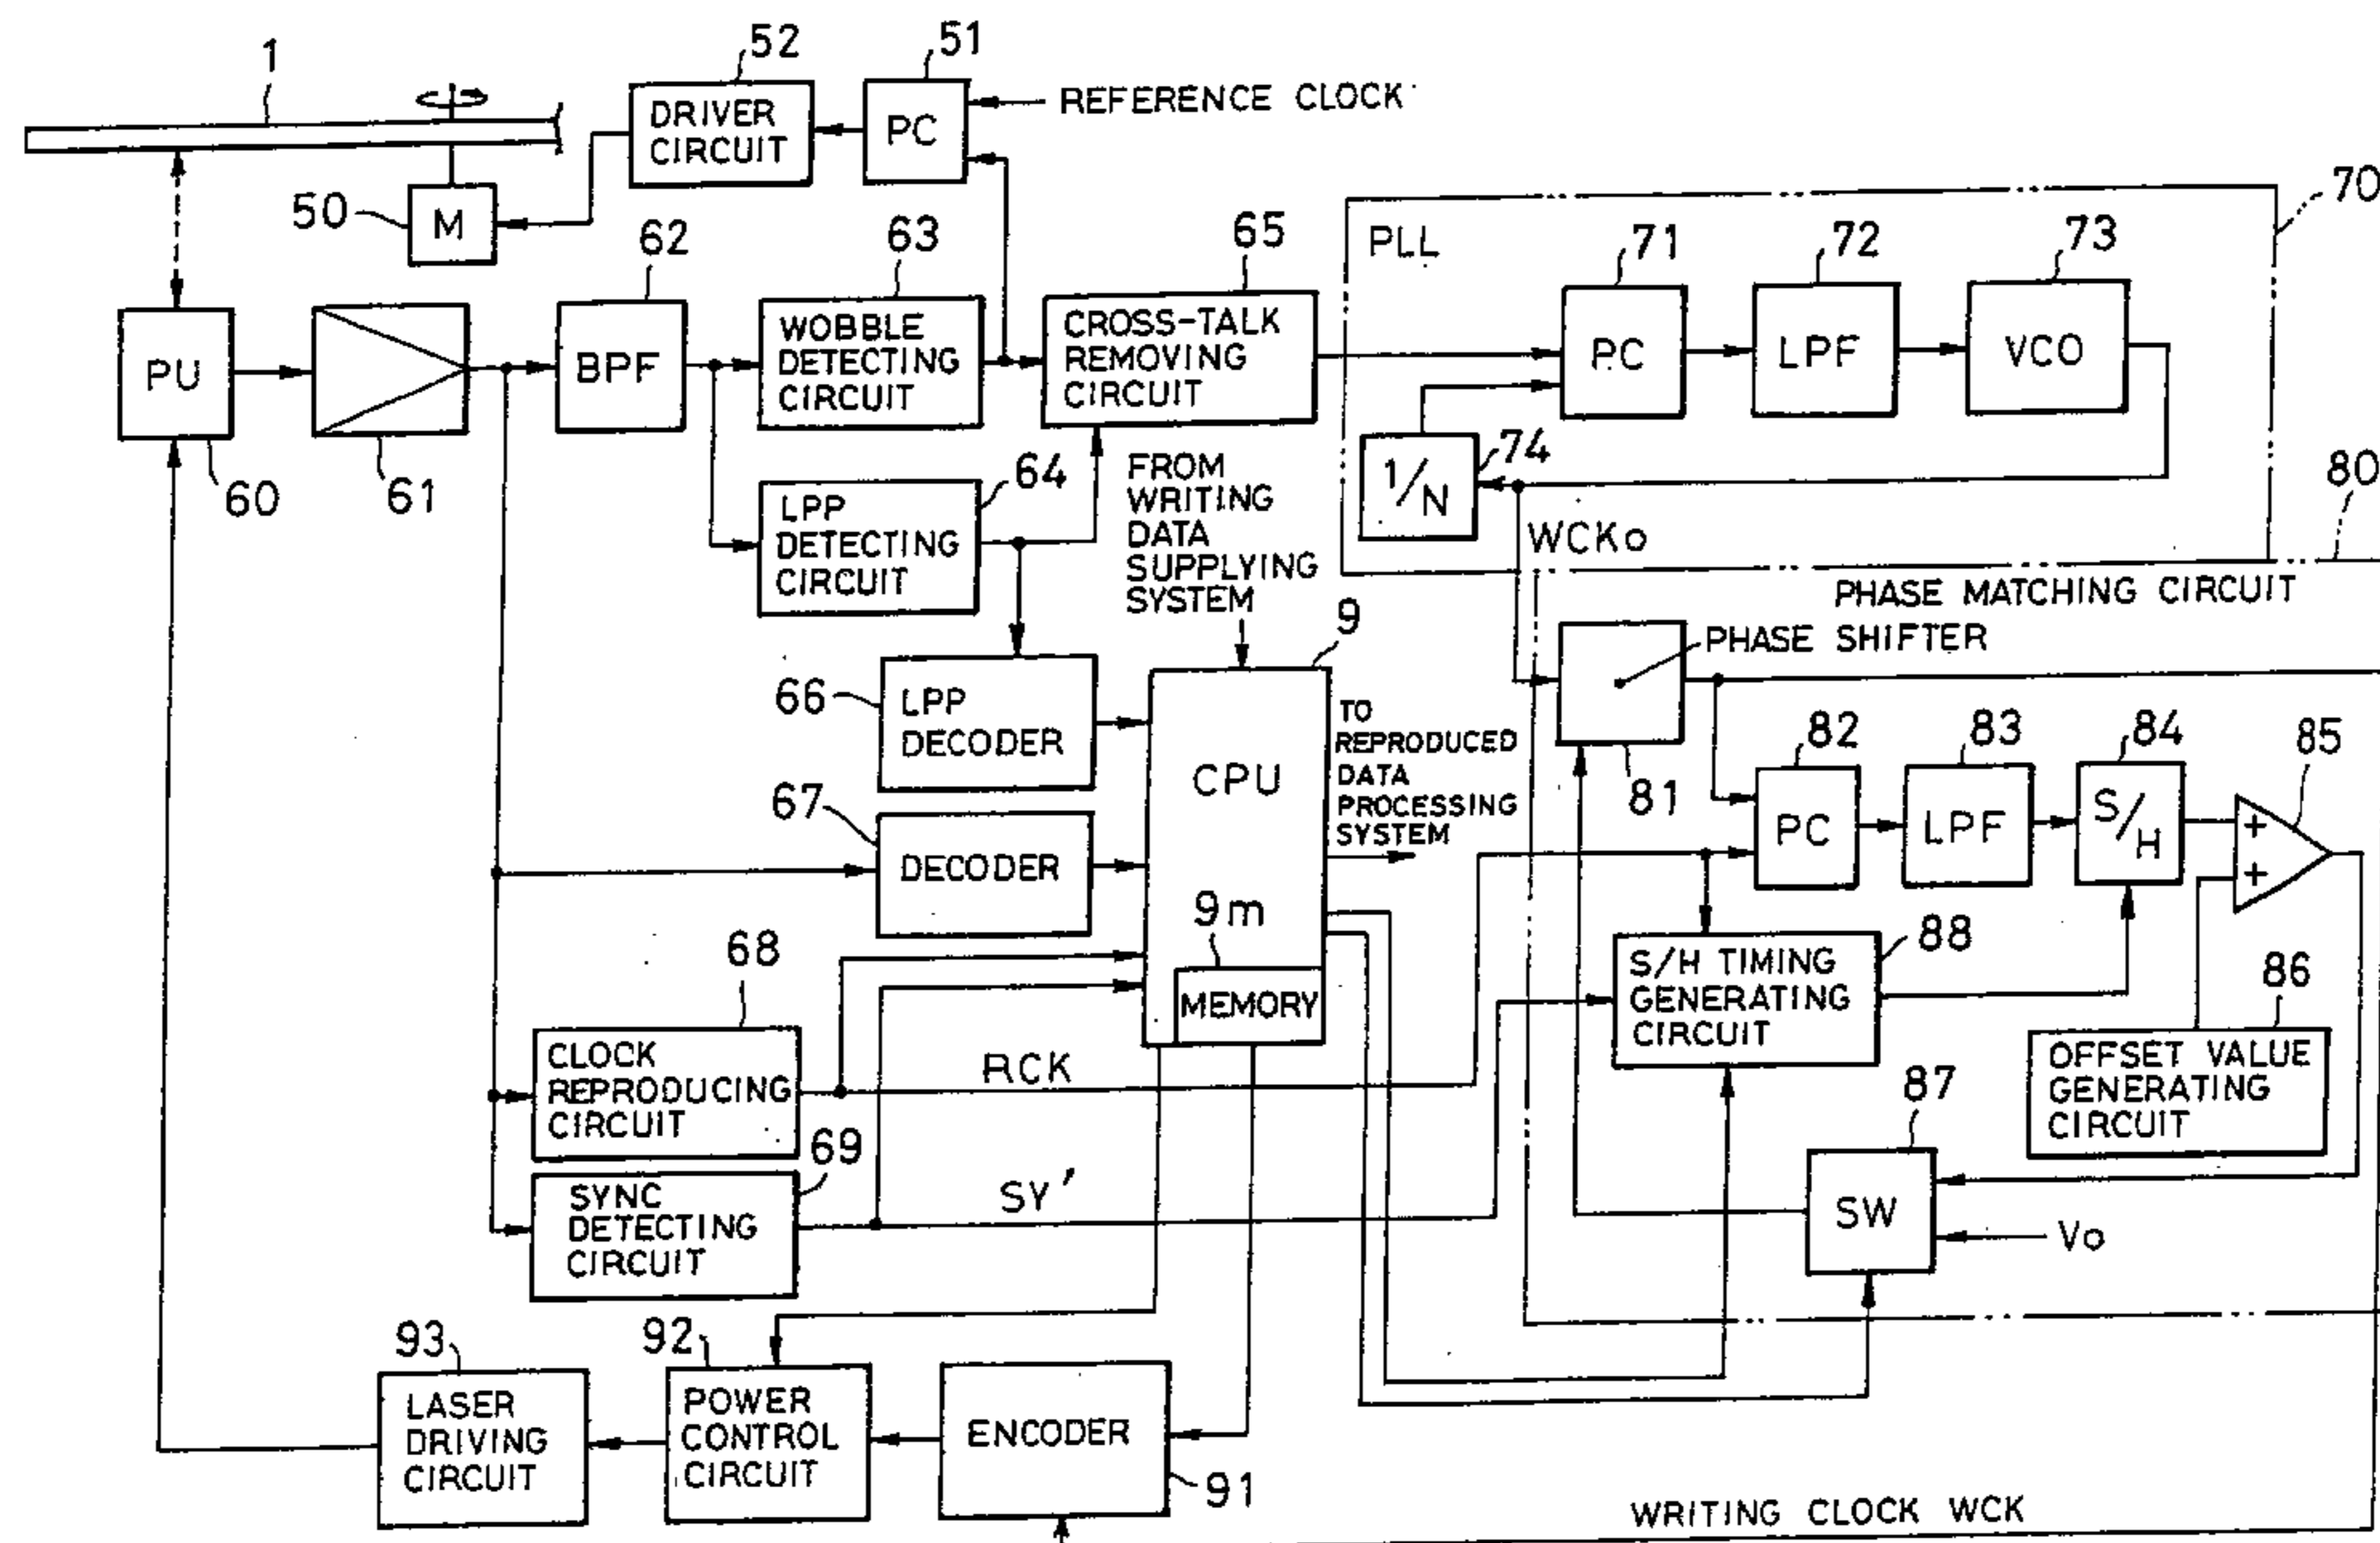 1
52
51
DRIVER
CIRCUIT
PC
REFERENCE CLOCK
50
M
62
63
65
70
PLL
71
72
73
PU
BPF
WOBBLE
DETECTING
CIRCUIT
CROSS-TALK
REMOVING
CIRCUIT
PC
LPF
VCO
60
61
64
LPP
DETECTING
CIRCUIT
FROM
WRITING
DATA
SUPPLYING
SYSTEM
1/N
74
80
WCKo
PHASE MATCHING CIRCUIT
9
PHASE SHIFTER
66
LPP
DECODER
CPU
TO
REPRODUCED
DATA
PROCESSING
SYSTEM
81
82
83
84
85
67
DECODER
PC
LPF
S/H
+
+
9m
MEMORY
68
CLOCK
REPRODUCING
CIRCUIT
RCK
88
S/H TIMING
GENERATING
CIRCUIT
86
OFFSET VALUE
GENERATING
CIRCUIT
69
SYNC
DETECTING
CIRCUIT
SY'
87
SW
Vo
93
LASER
DRIVING
CIRCUIT
92
POWER
CONTROL
CIRCUIT
ENCODER
91
WRITING CLOCK WCK